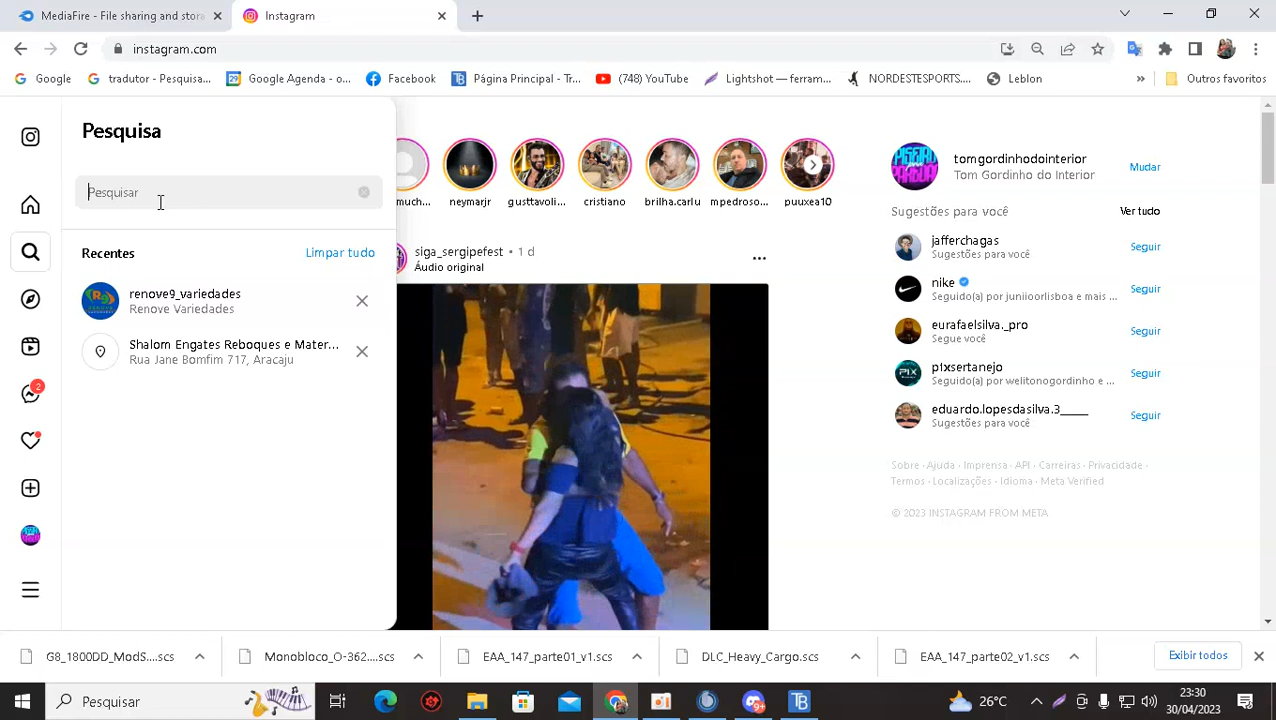 MediaFire - File sharing and stor
Instagram
instagram.com
Google
tradutor - Pesquisa...
Google Agenda - o...
Facebook
Página Principal - Tr...
(748) YouTube
Lightshot — ferram...
NORDESTESPORTS....
Leblon
»
Outros favoritos
Pesquisa
Pesquisar
Recentes
Limpar tudo
renove9_variedades
Renove Variedades
Shalom Engates Reboques e Mater...
Rua Jane Bomfim 717, Aracaju
2
much...
neymarjr
gusttavoli...
cristiano
brilha.carlu
mpedroso...
puuxea10
siga_sergipefest • 1 d
Áudio original
tomgordinhodointerior
Tom Gordinho do Interior
Mudar
Sugestões para você
Ver tudo
jafferchagas
Sugestões para você
Seguir
nike
Seguido(a) por juniioorlisboa e mais ...
Seguir
eurafaelsilva._pro
Segue você
Seguir
p1xsertanejo
Seguido(a) por welitonogordinho e ...
Seguir
eduardo.lopesdasilva.3_____
Sugestões para você
Seguir
Sobre · Ajuda · Imprensa · API · Carreiras · Privacidade ·
Termos · Localizações · Idioma · Meta Verified
© 2023 INSTAGRAM FROM META
G8_1800DD_ModS....scs
Monobloco_O-362....scs
EAA_147_parte01_v1.scs
DLC_Heavy_Cargo.scs
EAA_147_parte02_v1.scs
Exibir todos
Pesquisar
26°C
23:30
30/04/2023